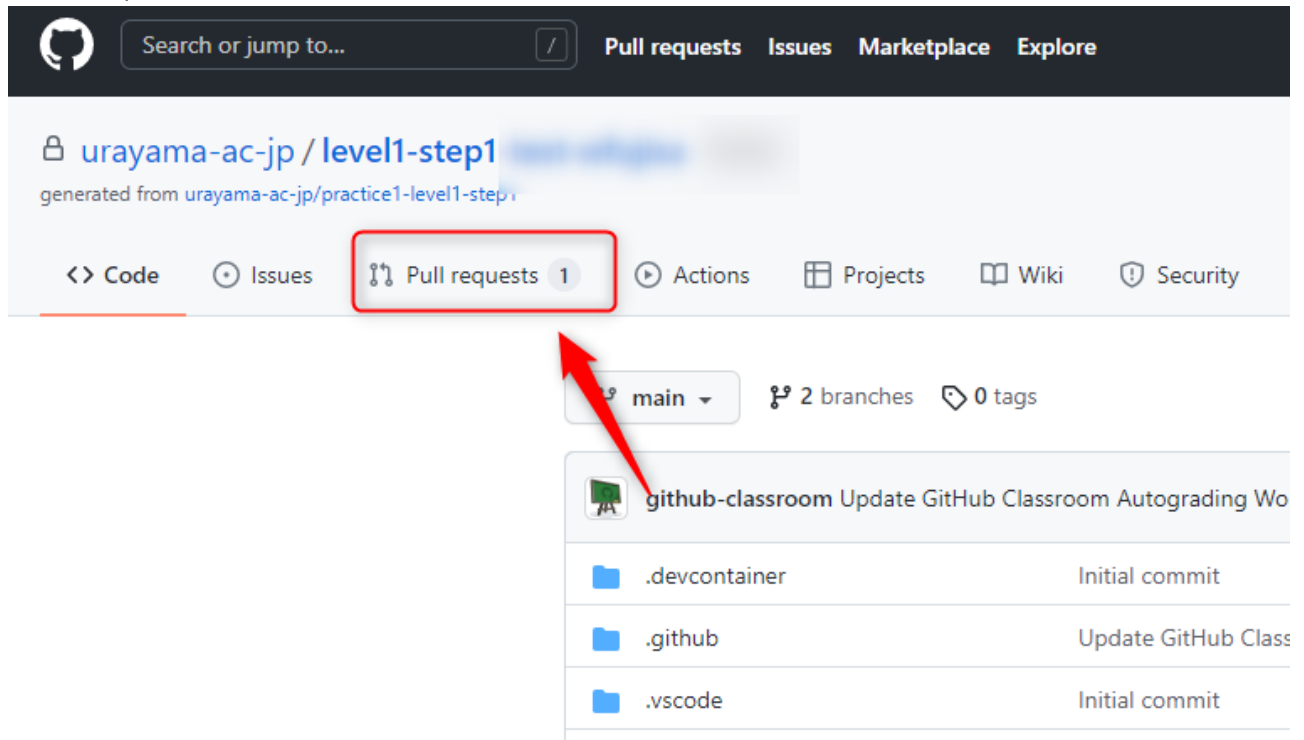 Search or jump to... / Pull requests Issues Marketplace Explore
urayama-ac-jp / level1-step1
generated from urayama-ac-jp/practice1-level1-step1
<> Code Issues Pull requests 1 Actions Projects Wiki Security
main 2 branches 0 tags
github-classroom Update GitHub Classroom Autograding Wo
.devcontainer Initial commit
.github Update GitHub Class
.vscode Initial commit